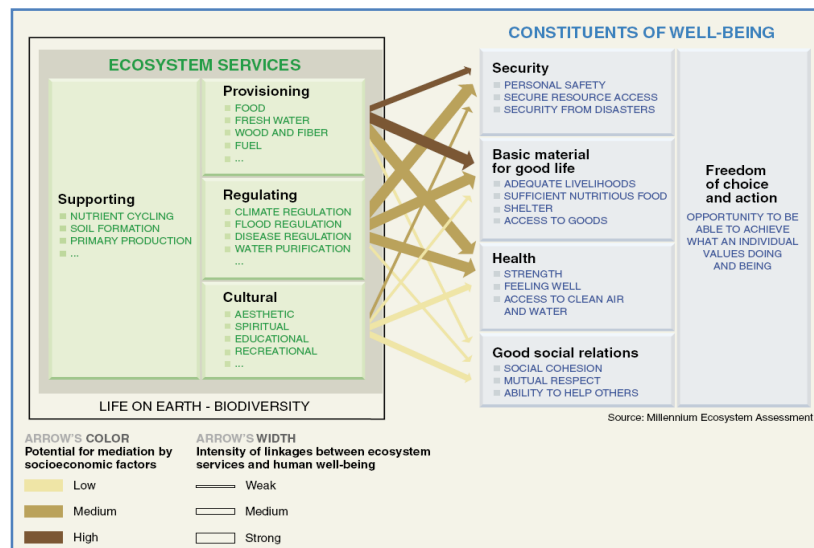 CONSTITUENTS OF WELL-BEING
ECOSYSTEM SERVICES
Supporting
NUTRIENT CYCLING
SOIL FORMATION
PRIMARY PRODUCTION
...
Provisioning
FOOD
FRESH WATER
WOOD AND FIBER
FUEL
...
Regulating
CLIMATE REGULATION
FLOOD REGULATION
DISEASE REGULATION
WATER PURIFICATION
...
Cultural
AESTHETIC
SPIRITUAL
EDUCATIONAL
RECREATIONAL
...
LIFE ON EARTH - BIODIVERSITY
Security
PERSONAL SAFETY
SECURE RESOURCE ACCESS
SECURITY FROM DISASTERS
Basic material
for good life
ADEQUATE LIVELIHOODS
SUFFICIENT NUTRITIOUS FOOD
SHELTER
ACCESS TO GOODS
Health
STRENGTH
FEELING WELL
ACCESS TO CLEAN AIR
AND WATER
Good social relations
SOCIAL COHESION
MUTUAL RESPECT
ABILITY TO HELP OTHERS
Freedom
of choice
and action
OPPORTUNITY TO BE
ABLE TO ACHIEVE
WHAT AN INDIVIDUAL
VALUES DOING
AND BEING
Source: Millennium Ecosystem Assessment
ARROW'S COLOR
Potential for mediation by
socioeconomic factors
Low
Medium
High
ARROW'S WIDTH
Intensity of linkages between ecosystem
services and human well-being
Weak
Medium
Strong